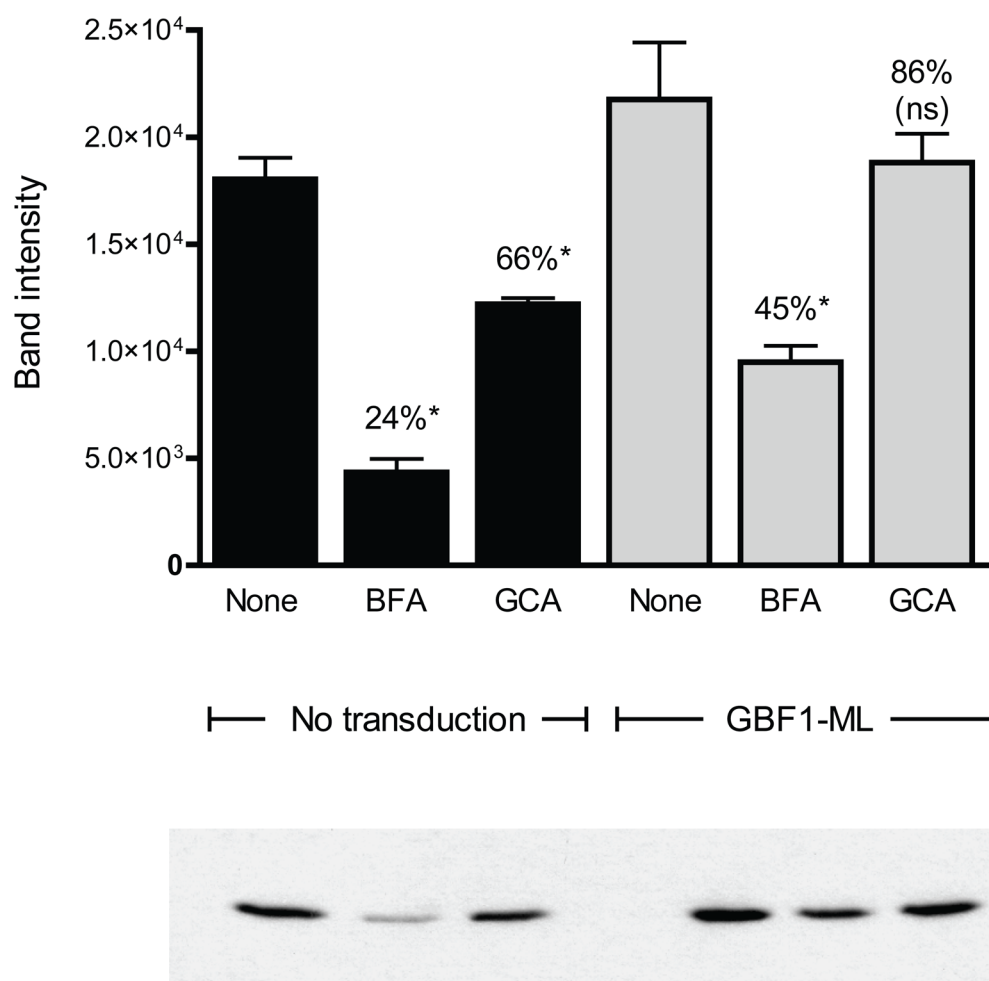 2.5×10⁴
2.0×10⁴
1.5×10⁴
1.0×10⁴
5.0×10³
0
Band intensity
24%*
66%*
45%*
86%
(ns)
None BFA GCA None BFA GCA
No transduction GBF1-ML